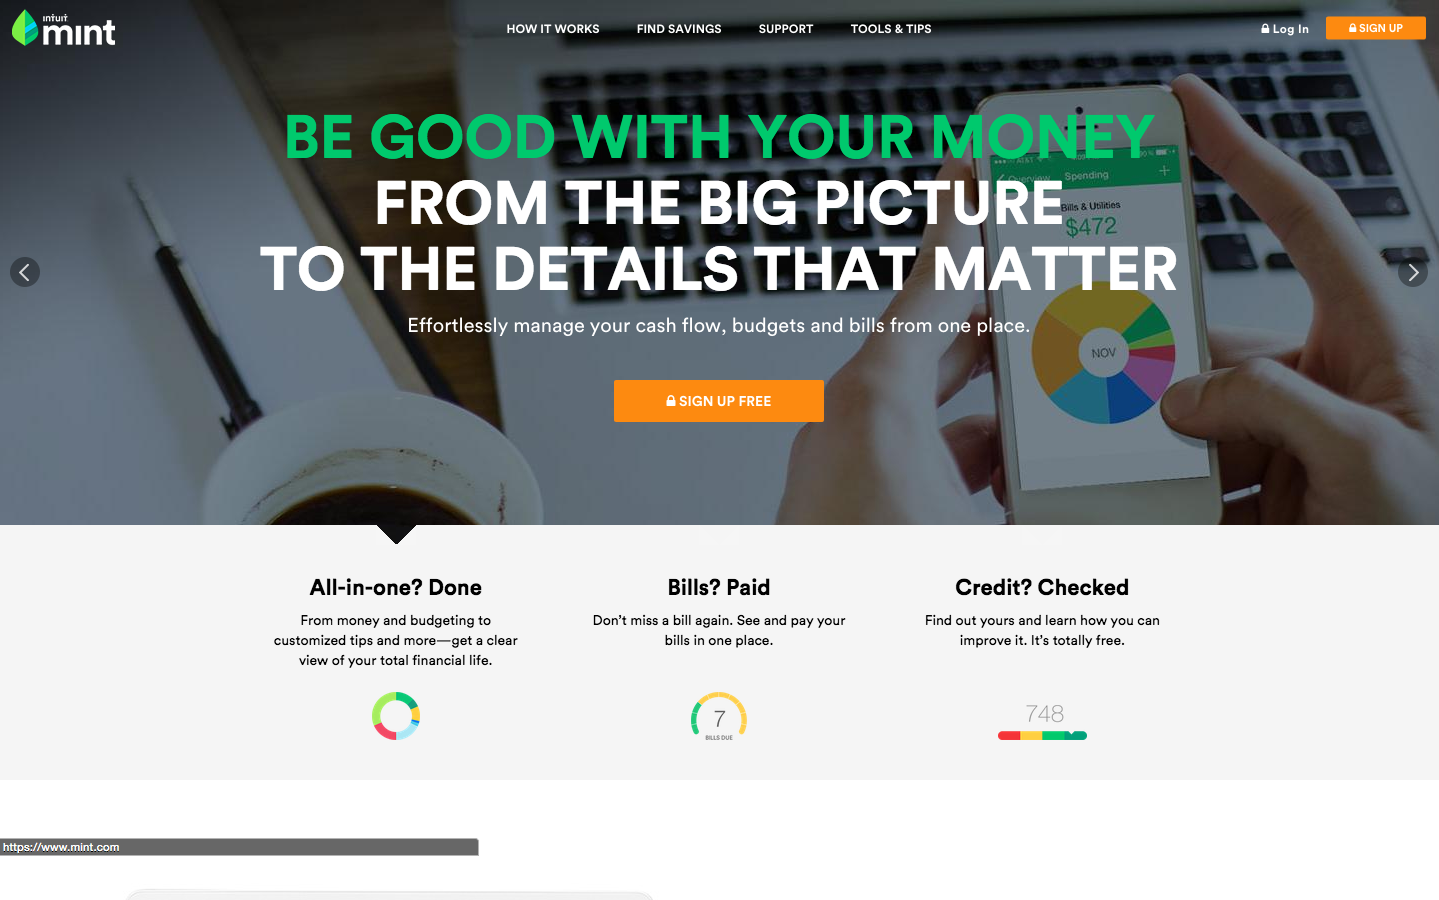 intuit
mint
HOW IT WORKS
FIND SAVINGS
SUPPORT
TOOLS & TIPS
Log In
SIGN UP
BE GOOD WITH YOUR MONEY
FROM THE BIG PICTURE
TO THE DETAILS THAT MATTER
Effortlessly manage your cash flow, budgets and bills from one place.
SIGN UP FREE
AT&T
Overview
Spending
Bills & Utilities
$472
NOV
All-in-one? Done
From money and budgeting to
customized tips and more—get a clear
view of your total financial life.
Bills? Paid
Don't miss a bill again. See and pay your
bills in one place.
7
BILLS DUE
Credit? Checked
Find out yours and learn how you can
improve it. It's totally free.
748
https://www.mint.com